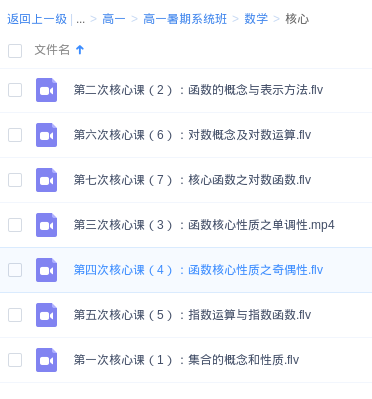 返回上一级 | ... > 高一 > 高一暑期系统班 > 数学 > 核心
文件名
第二次核心课（2）：函数的概念与表示方法.flv
第六次核心课（6）：对数概念及对数运算.flv
第七次核心课（7）：核心函数之对数函数.flv
第三次核心课（3）：函数核心性质之单调性.mp4
第四次核心课（4）：函数核心性质之奇偶性.flv
第五次核心课（5）：指数运算与指数函数.flv
第一次核心课（1）：集合的概念和性质.flv